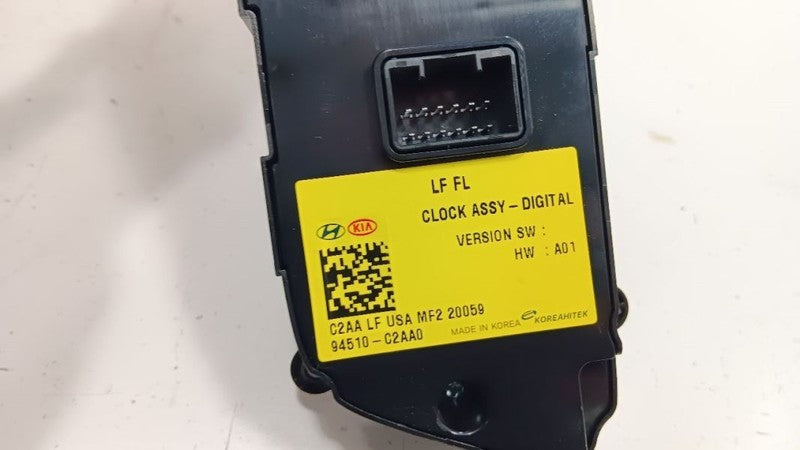 LF FL
CLOCK ASSY - DIGITAL
VERSION SW :
HW : A01
KIA
C2AA LF USA MF2 20059
94510-C2AA0
MADE IN KOREA KOREAHITEK